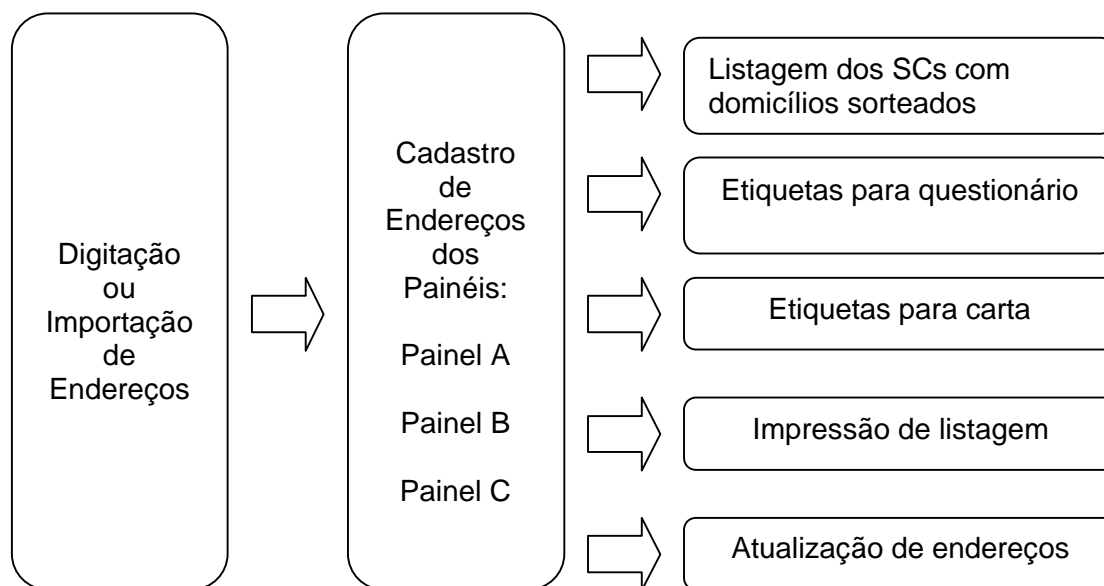 Digitação
ou
Importação
de
Endereços
Cadastro
de
Endereços
dos
Painéis:
Painel A
Painel B
Painel C
Listagem dos SCs com
domicílios sorteados
Etiquetas para questionário
Etiquetas para carta
Impressão de listagem
Atualização de endereços